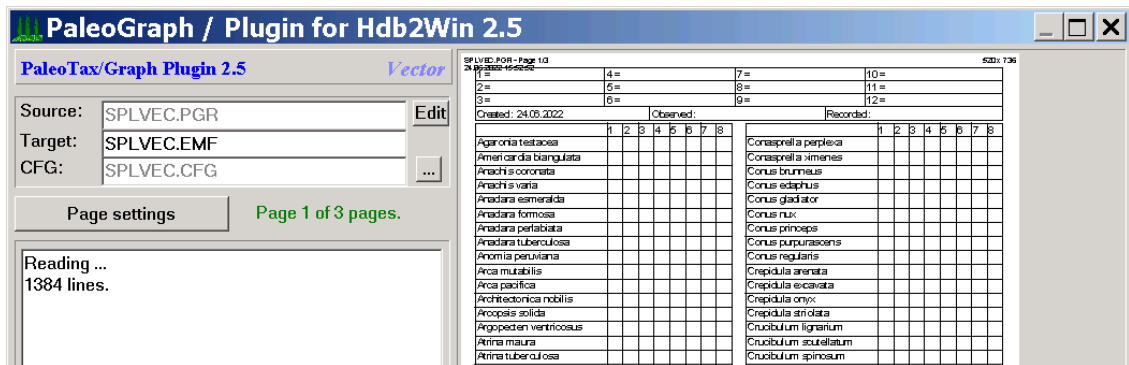 PaleoGraph / Plugin for Hdb2Win 2.5
PaleoTax/Graph Plugin 2.5 Vector
Source: SPLVEC.PGR Edit
Target: SPLVEC.EMF
CFG: SPLVEC.CFG ...
Page settings Page 1 of 3 pages.
Reading ...
1384 lines.
SPLVEC.PGR - Page 1/3 520x 736
1= 4= 7= 10=
2= 5= 8= 11=
3= 6= 9= 12=
Created: 24.06.2022 Observed: Recorded:
1 2 3 4 5 6 7 8 1 2 3 4 5 6 7 8
Agaronia testacea Conasprella perplexa
Americardia biangulata Conasprella ximenes
Anachis coronata Conus brunneus
Anachis varia Conus edaphus
Anadara esmeralda Conus gladiator
Anadara formosa Conus nux
Anadara perlabiata Conus princeps
Anadara tuberculosa Conus purpurascens
Anomia peruviana Conus regularis
Arca mutabilis Crepidula arenata
Arca pacifica Crepidula excavata
Architectonica nobilis Crepidula onyx
Arcopsis solida Crepidula striolata
Argopecten ventricosus Crucibulum lignarium
Atrina maura Crucibulum scutellatum
Atrina tuberculosa Crucibulum spinosum